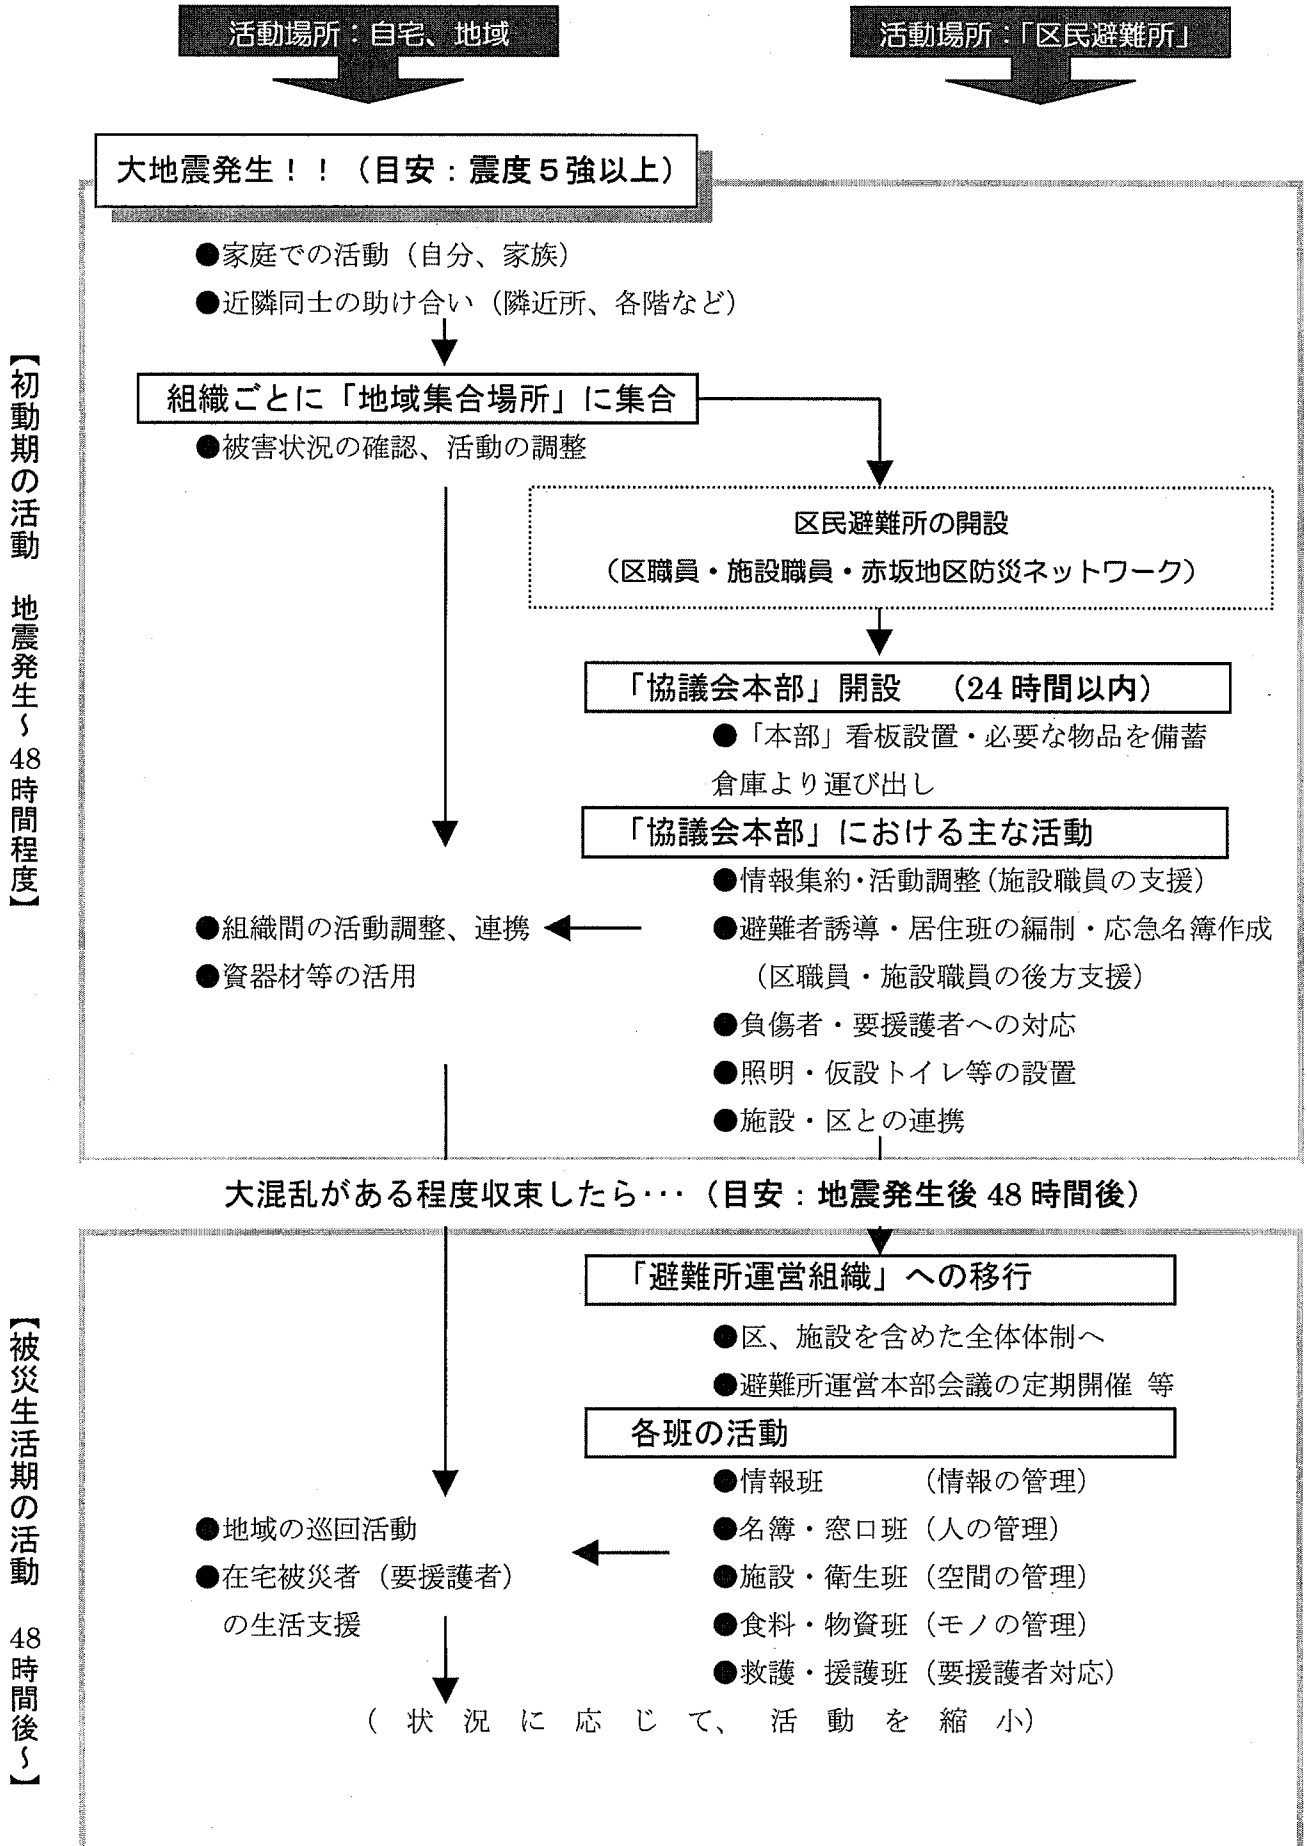 活動場所：自宅、地域
活動場所：「区民避難所」
大地震発生！！（目安：震度５強以上）
●家庭での活動（自分、家族）
●近隣同士の助け合い（隣近所、各階など）
【初動期の活動　地震発生～48時間程度】
組織ごとに「地域集合場所」に集合
●被害状況の確認、活動の調整
区民避難所の開設
（区職員・施設職員・赤坂地区防災ネットワーク）
「協議会本部」開設　（24時間以内）
●「本部」看板設置・必要な物品を備蓄
倉庫より運び出し
「協議会本部」における主な活動
●情報集約・活動調整（施設職員の支援）
●避難者誘導・居住班の編制・応急名簿作成
（区職員・施設職員の後方支援）
●負傷者・要援護者への対応
●照明・仮設トイレ等の設置
●施設・区との連携
●組織間の活動調整、連携
●資器材等の活用
大混乱がある程度収束したら…（目安：地震発生後48時間後）
【被災生活期の活動　48時間後～】
「避難所運営組織」への移行
●区、施設を含めた全体体制へ
●避難所運営本部会議の定期開催 等
各班の活動
●情報班　　　（情報の管理）
●名簿・窓口班（人の管理）
●施設・衛生班（空間の管理）
●食料・物資班（モノの管理）
●救護・援護班（要援護者対応）
●地域の巡回活動
●在宅被災者（要援護者）
の生活支援
（状況に応じて、活動を縮小）